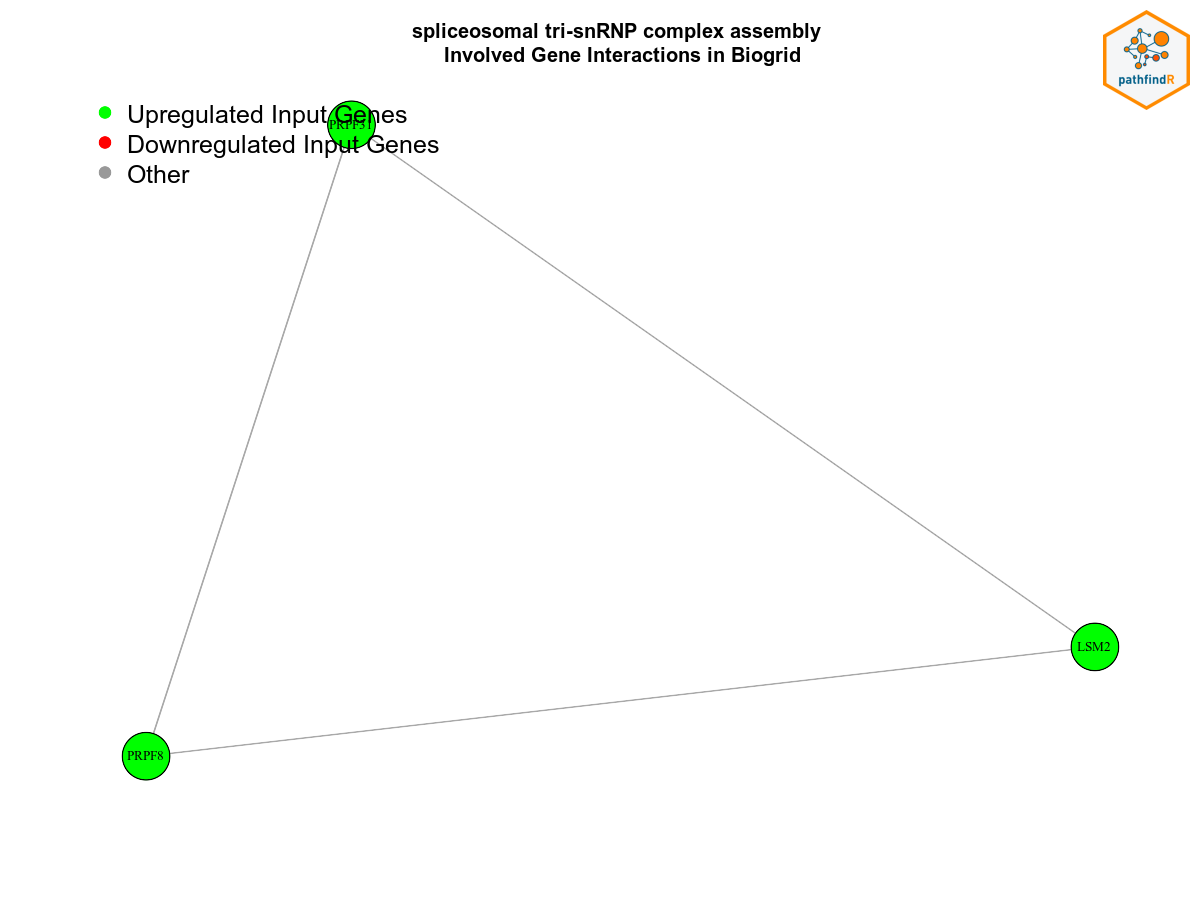 spliceosomal tri-snRNP complex assembly
Involved Gene Interactions in Biogrid
pathfindR
Upregulated Input Genes
PRPF31
Downregulated Input Genes
Other
LSM2
PRPF8